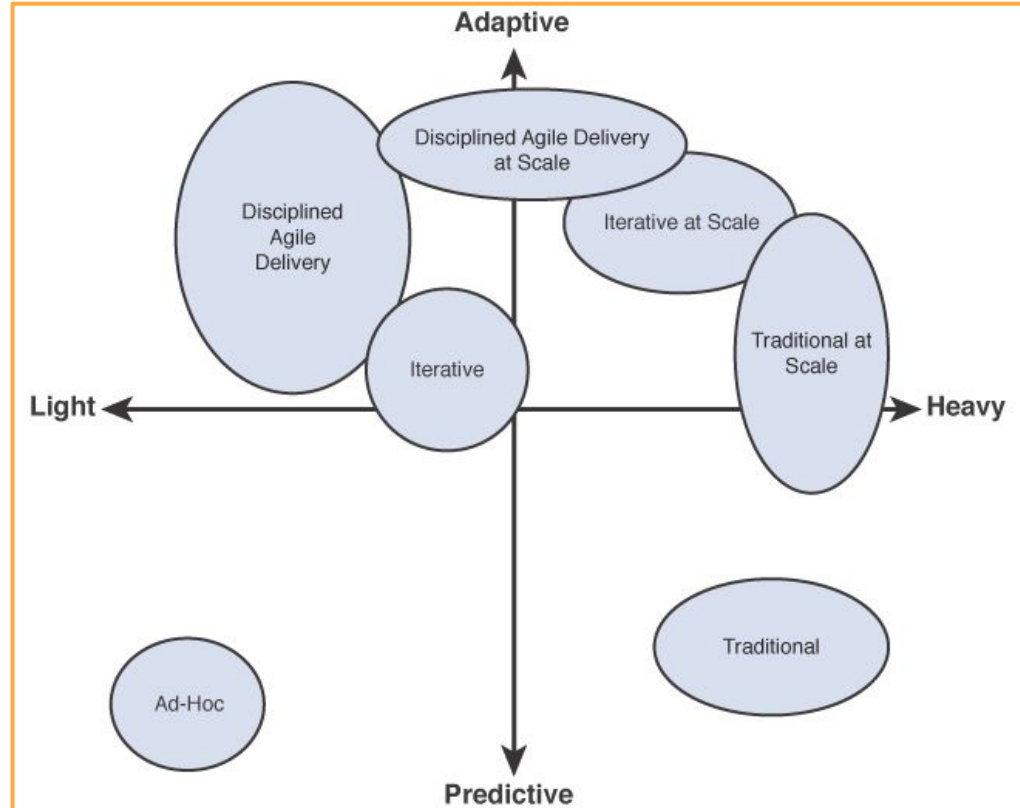 Adaptive
Disciplined Agile Delivery
at Scale
Disciplined
Agile
Delivery
Iterative at Scale
Iterative
Traditional at
Scale
Light
Heavy
Traditional
Ad-Hoc
Predictive